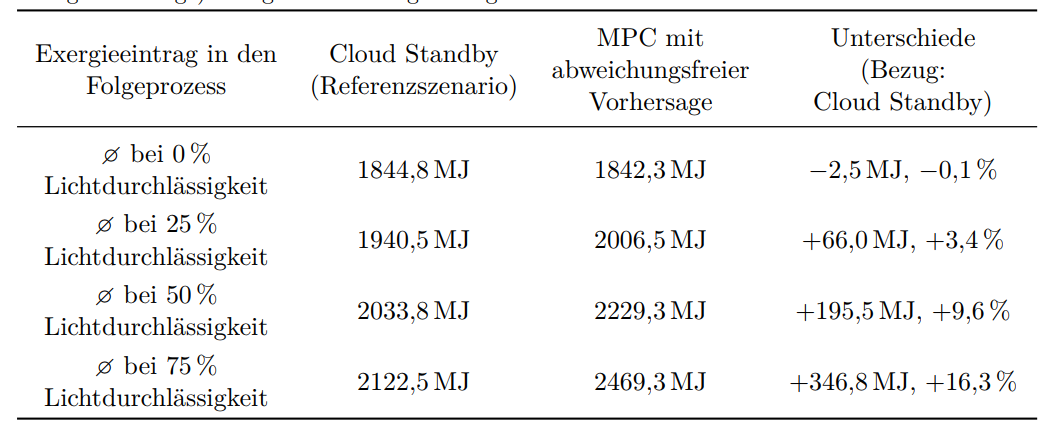 Exergieeintrag in den
Folgeprozess
Cloud Standby
(Referenzszenario)
MPC mit
abweichungsfreier
Vorhersage
Unterschiede
(Bezug:
Cloud Standby)
⌀ bei 0 %
Lichtdurchlässigkeit
1844,8 MJ
1842,3 MJ
−2,5 MJ, −0,1 %
⌀ bei 25 %
Lichtdurchlässigkeit
1940,5 MJ
2006,5 MJ
+66,0 MJ, +3,4 %
⌀ bei 50 %
Lichtdurchlässigkeit
2033,8 MJ
2229,3 MJ
+195,5 MJ, +9,6 %
⌀ bei 75 %
Lichtdurchlässigkeit
2122,5 MJ
2469,3 MJ
+346,8 MJ, +16,3 %